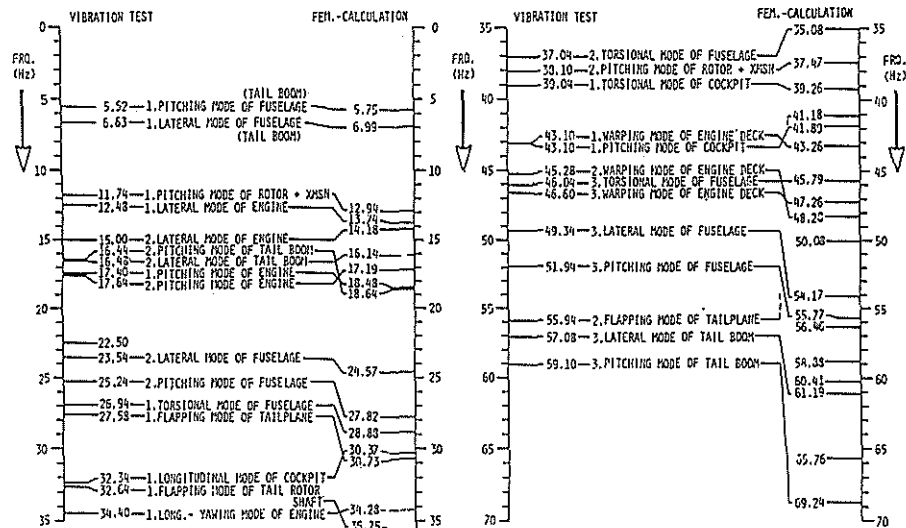 VIBRATION TEST FEM.-CALCULATION
FRQ. (Hz)
0
5
10
15
20
25
30
35
(TAIL BOOM)
5.52 1.PITCHING MODE OF FUSELAGE 5.75
6.63 1.LATERAL MODE OF FUSELAGE 6.99
(TAIL BOOM)
11.74 1.PITCHING MODE OF ROTOR + XMSN 12.94
12.48 1.LATERAL MODE OF ENGINE 13.74
14.18
15.00 2.LATERAL MODE OF ENGINE
16.44 2.PITCHING MODE OF TAIL BOOM 16.14
16.46 2.LATERAL MODE OF TAIL BOOM 17.19
17.40 1.PITCHING MODE OF ENGINE 18.48
17.64 2.PITCHING MODE OF ENGINE 18.64
22.50
23.54 2.LATERAL MODE OF FUSELAGE 24.57
25.24 2.PITCHING MODE OF FUSELAGE
26.94 1.TORSIONAL MODE OF FUSELAGE 27.82
27.58 1.FLAPPING MODE OF TAILPLANE 28.83
30.37
30.73
32.34 1.LONGITUDINAL MODE OF COCKPIT
32.64 1.FLAPPING MODE OF TAIL ROTOR
SHAFT
34.40 1.LONG.- YAWING MODE OF ENGINE 34.28
35.25
0
5
10
15
20
25
30
35
VIBRATION TEST FEM.-CALCULATION
FRQ. (Hz)
35
40
45
50
55
60
65
70
35.08
37.04 2.TORSIONAL MODE OF FUSELAGE
38.10 2.PITCHING MODE OF ROTOR + XMSN 37.47
39.04 1.TORSIONAL MODE OF COCKPIT 39.26
41.18
41.89
43.10 1.WARPING MODE OF ENGINE DECK
43.10 1.PITCHING MODE OF COCKPIT 43.26
45.28 2.WARPING MODE OF ENGINE DECK
46.04 3.TORSIONAL MODE OF FUSELAGE 45.79
46.60 3.WARPING MODE OF ENGINE DECK 47.26
48.20
49.34 3.LATERAL MODE OF FUSELAGE 50.08
51.94 3.PITCHING MODE OF FUSELAGE
54.17
55.94 2.FLAPPING MODE OF TAILPLANE 55.77
56.46
57.08 3.LATERAL MODE OF TAIL BOOM
59.10 3.PITCHING MODE OF TAIL BOOM
60.41
61.19
65.76
69.24
35
40
45
50
55
60
65
70
FRQ. (Hz)